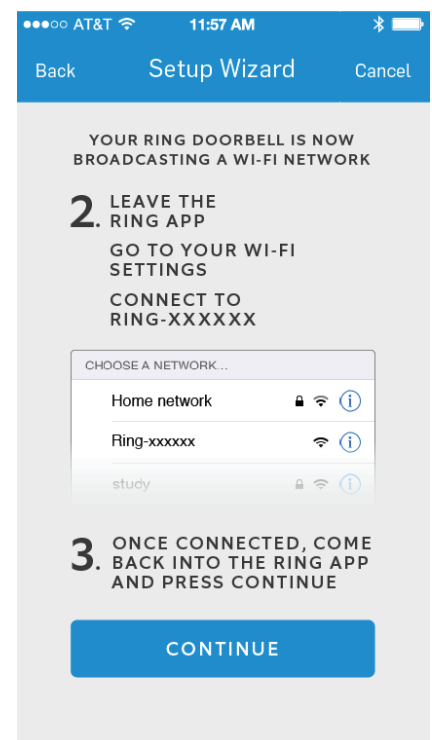 AT&T 11:57 AM
Back Setup Wizard Cancel
YOUR RING DOORBELL IS NOW
BROADCASTING A WI-FI NETWORK
2. LEAVE THE
RING APP
GO TO YOUR WI-FI
SETTINGS
CONNECT TO
RING-XXXXXX
CHOOSE A NETWORK...
Home network
Ring-xxxxxx
study
3. ONCE CONNECTED, COME
BACK INTO THE RING APP
AND PRESS CONTINUE
CONTINUE